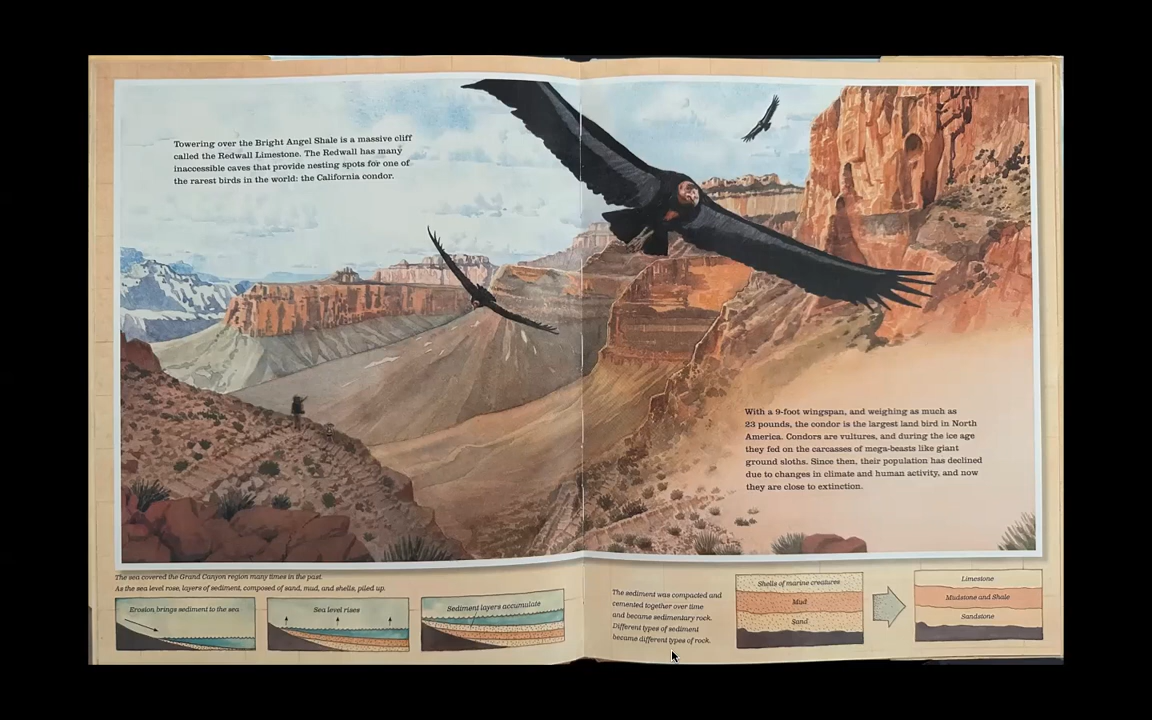 Towering over the Bright Angel Shale is a massive cliff
called the Redwall Limestone. The Redwall has many
inaccessible caves that provide nesting spots for one of
the rarest birds in the world: the California condor.
With a 9-foot wingspan, and weighing as much as
23 pounds, the condor is the largest land bird in North
America. Condors are vultures, and during the ice age
they fed on the carcasses of mega-beasts like giant
ground sloths. Since then, their population has declined
due to changes in climate and human activity, and now
they are close to extinction.
The sea covered the Grand Canyon region many times in the past.
As the sea level rose, layers of sediment, composed of sand, mud, and shells, piled up.
Erosion brings sediment to the sea
Sea level rises
Sediment layers accumulate
The sediment was compacted and
cemented together over time
and became sedimentary rock.
Different types of sediment
became different types of rock.
Shells of marine creatures
Mud
Sand
Limestone
Mudstone and Shale
Sandstone